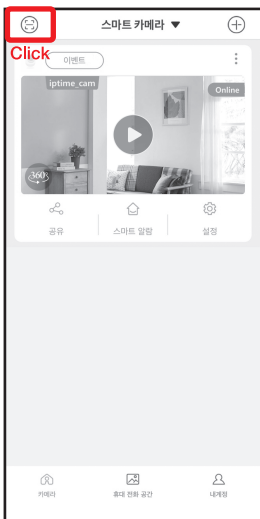 스마트 카메라 ▼
Click
이벤트
iptime_cam
Online
360
공유
스마트 알람
설정
카메라
휴대 전화 공간
내계정